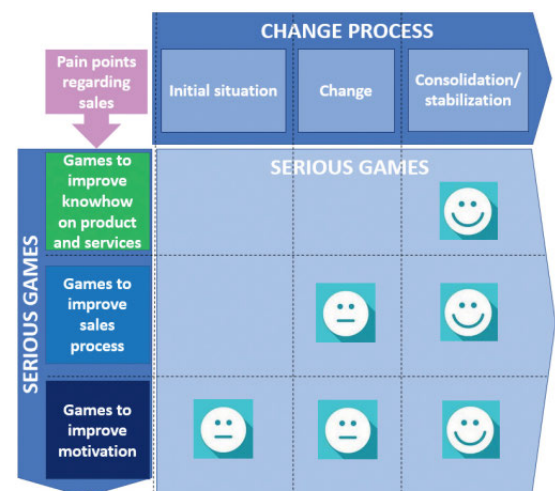 CHANGE PROCESS
Pain points
regarding
sales
Initial situation
Change
Consolidation/
stabilization
SERIOUS GAMES
SERIOUS GAMES
Games to
improve
knowhow
on product
and services
Games to
improve
sales
process
Games to
improve
motivation